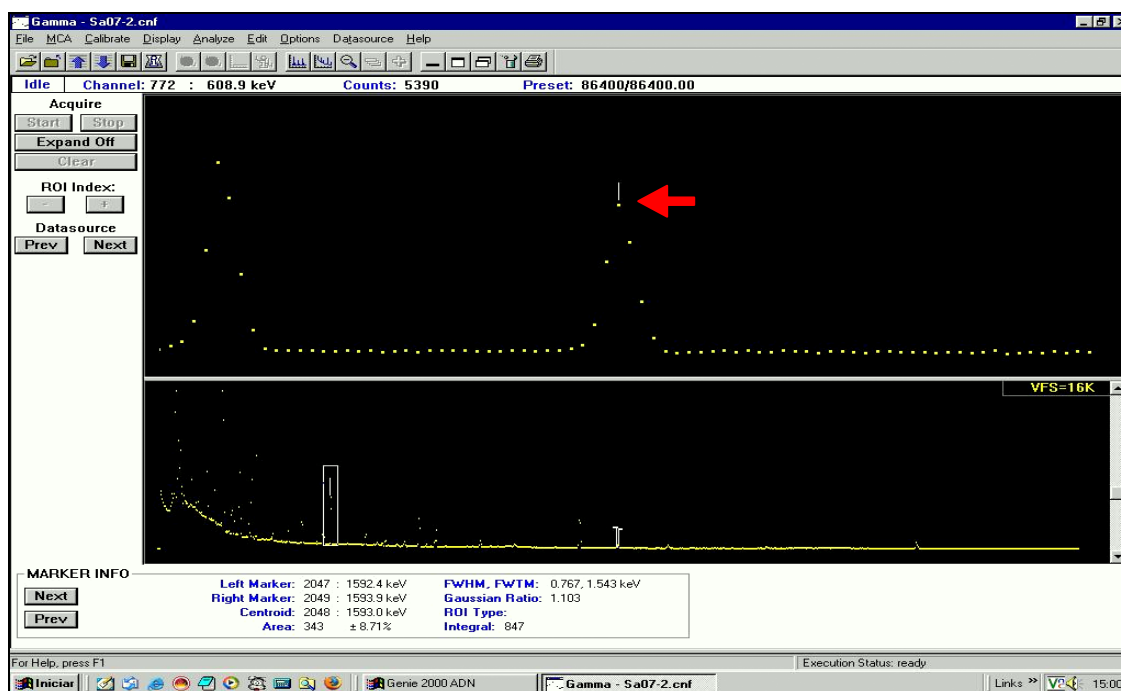 Gamma - Sa07-2.cnf
File MCA Calibrate Display Analyze Edit Options Datasource Help
Idle Channel: 772 : 608.9 keV Counts: 5390 Preset: 86400/86400.00
Acquire
Start Stop
Expand Off
Clear
ROI Index:
- +
Datasource
Prev Next
VFS=16K
MARKER INFO
Next
Prev
Left Marker: 2047 : 1592.4 keV FWHM, FWTM: 0.767, 1.543 keV
Right Marker: 2049 : 1593.9 keV Gaussian Ratio: 1.103
Centroid: 2048 : 1593.0 keV ROI Type:
Area: 343 ± 8.71% Integral: 847
For Help, press F1 Execution Status: ready
Iniciar Genie 2000 ADN Gamma - Sa07-2.cnf Links » 15:00